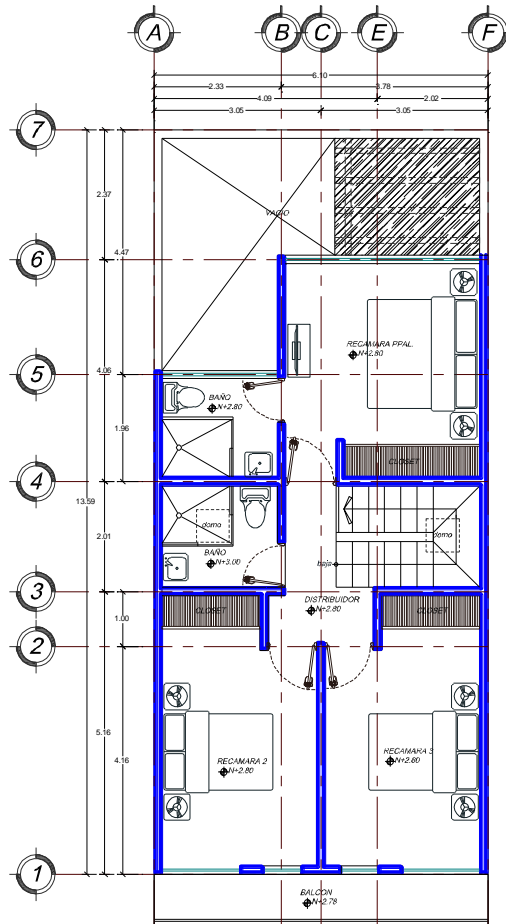 A B C E F
6.10
2.33 3.78
4.09 2.02
3.05 3.05
7
2.37
VACIO
6
4.47
RECAMARA PPAL.
N+2.80
4.06
5
BAÑO
N+2.80
1.96
CLOSET
4
13.59
domo
domo
2.01
BAÑO
N+3.00
baja
3
DISTRIBUIDOR
N+2.80
1.00
CLOSET
CLOSET
2
5.16
RECAMARA 2
N+2.80
RECAMARA 3
N+2.80
4.16
1
BALCON
N+2.78